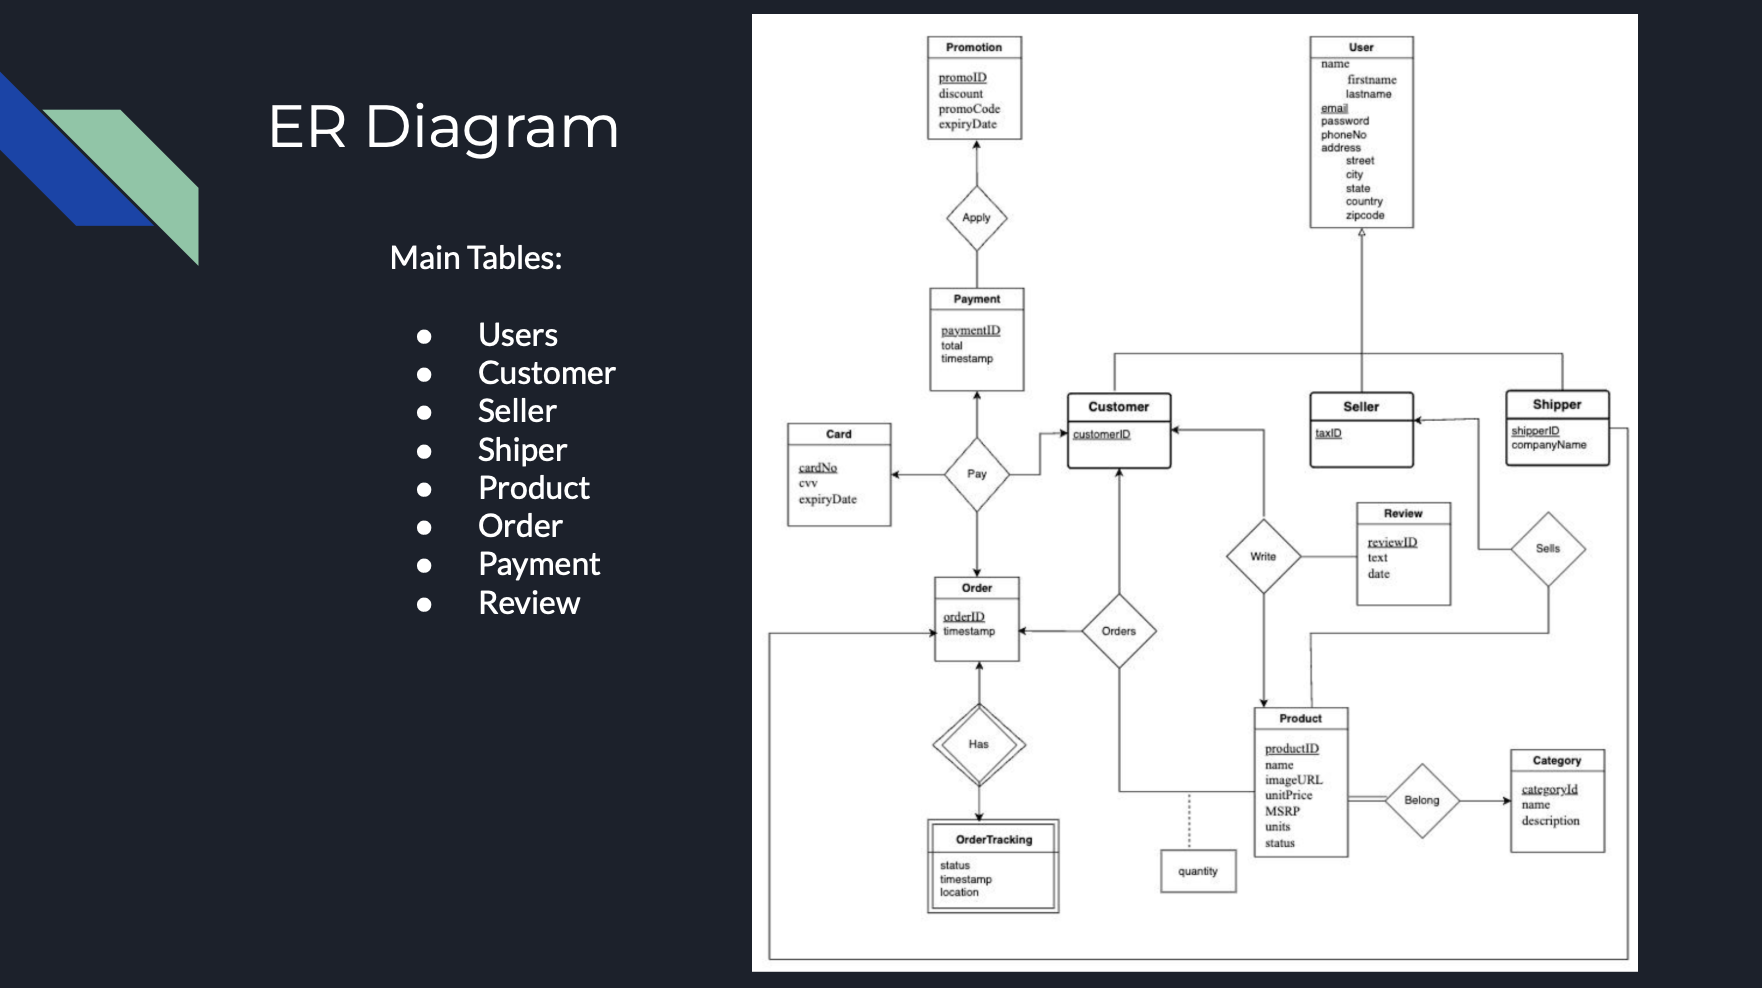 ER Diagram
Main Tables:
Users
Customer
Seller
Shiper
Product
Order
Payment
Review
Promotion
promoID
discount
promoCode
expiryDate
Apply
Payment
paymentID
total
timestamp
Card
cardNo
cvv
expiryDate
Pay
Order
orderID
timestamp
Has
OrderTracking
status
timestamp
location
User
name
firstname
lastname
email
password
phoneNo
address
street
city
state
country
zipcode
Customer
customerID
Seller
taxID
Shipper
shipperID
companyName
Write
Review
reviewID
text
date
Sells
Orders
quantity
Product
productID
name
imageURL
unitPrice
MSRP
units
status
Belong
Category
categoryId
name
description